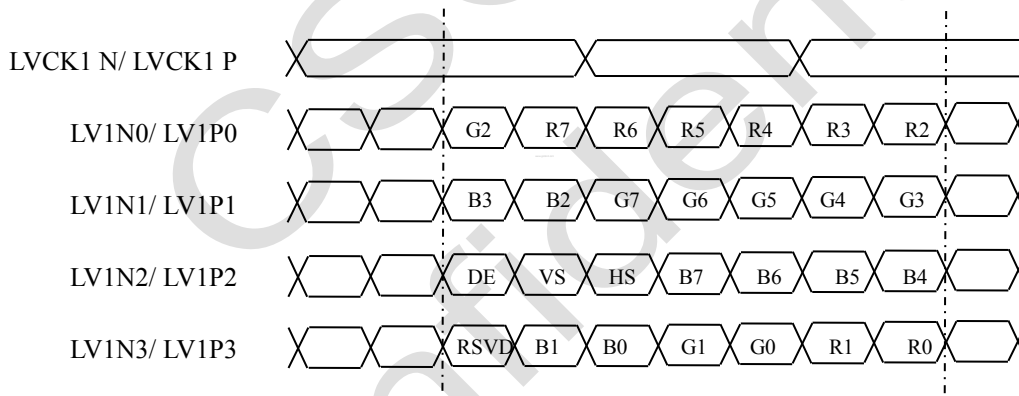 LVCK1 N/ LVCK1 P
LV1N0/ LV1P0 G2 R7 R6 R5 R4 R3 R2
LV1N1/ LV1P1 B3 B2 G7 G6 G5 G4 G3
LV1N2/ LV1P2 DE VS HS B7 B6 B5 B4
LV1N3/ LV1P3 RSVD B1 B0 G1 G0 R1 R0